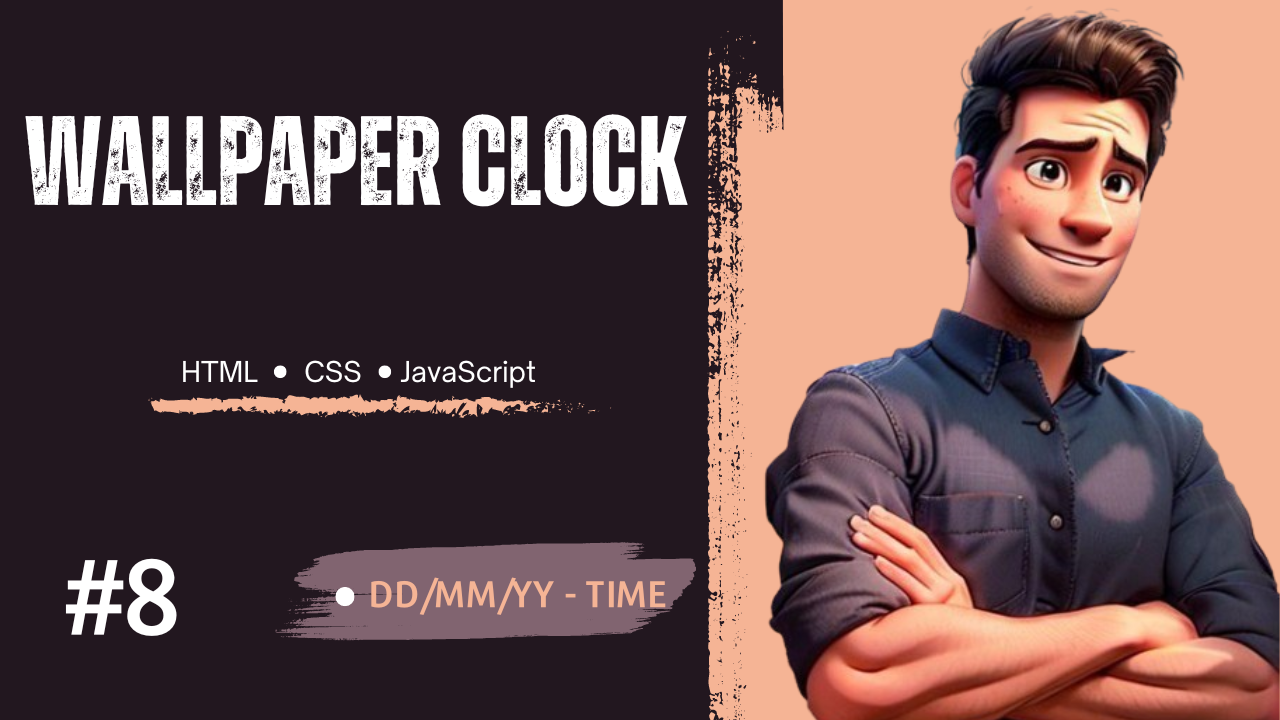 WALLPAPER CLOCK
HTML • CSS • JavaScript
#8
• DD/MM/YY - TIME